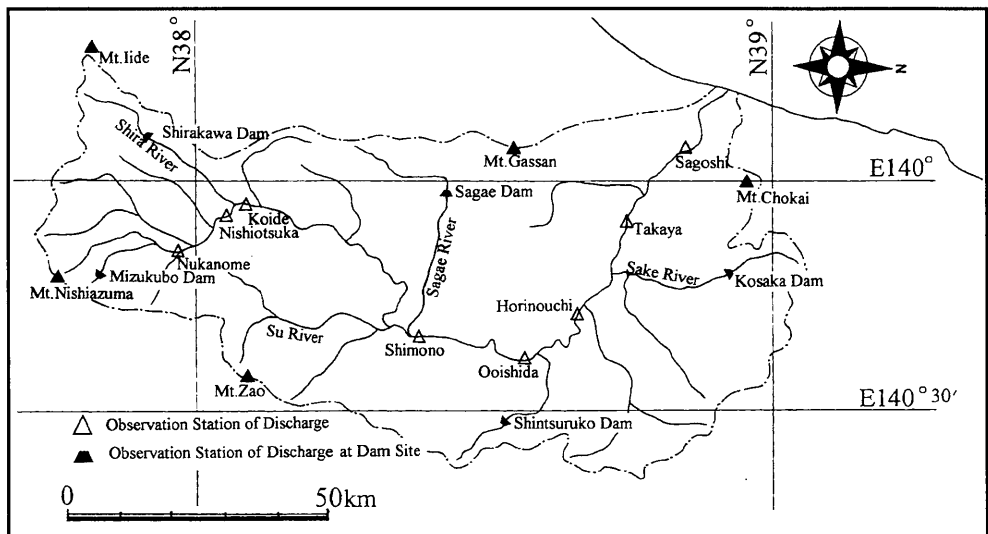 N38°
N39°
Mt.Iide
N
Shirakawa Dam
Shira River
Mt.Gassan
Sagoshi
E140°
Sagae Dam
Mt.Chokai
Koide
Nishiotsuka
Takaya
Nukanome
Sagae River
Mizukubo Dam
Sake River
Kosaka Dam
Mt.Nishiazuma
Horinouchi
Su River
Shimono
Ooishida
Mt.Zao
E140°30′
Shintsuruko Dam
Observation Station of Discharge
Observation Station of Discharge at Dam Site
0
50km